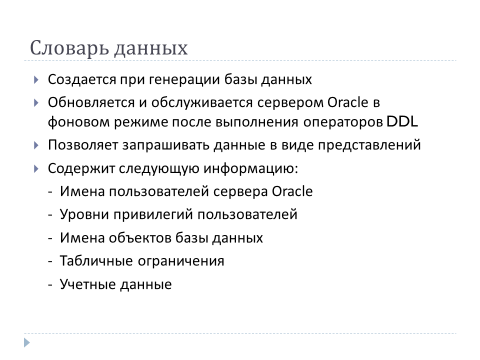 Словарь данных
Создается при генерации базы данных
Обновляется и обслуживается сервером Oracle в
фоновом режиме после выполнения операторов DDL
Позволяет запрашивать данные в виде представлений
Содержит следующую информацию:
- Имена пользователей сервера Oracle
- Уровни привилегий пользователей
- Имена объектов базы данных
- Табличные ограничения
- Учетные данные